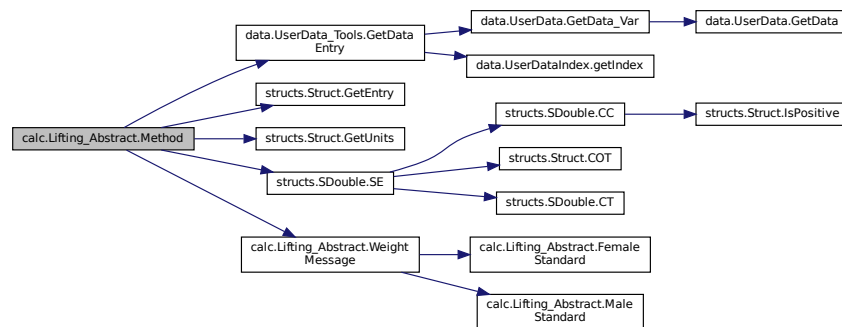 calc.Lifting_Abstract.Method
data.UserData_Tools.GetData
Entry
data.UserData.GetData_Var
data.UserData.GetData
data.UserDataIndex.getIndex
structs.Struct.GetEntry
structs.Struct.GetUnits
structs.SDouble.SE
structs.SDouble.CC
structs.Struct.IsPositive
structs.Struct.COT
structs.SDouble.CT
calc.Lifting_Abstract.Weight
Message
calc.Lifting_Abstract.Female
Standard
calc.Lifting_Abstract.Male
Standard